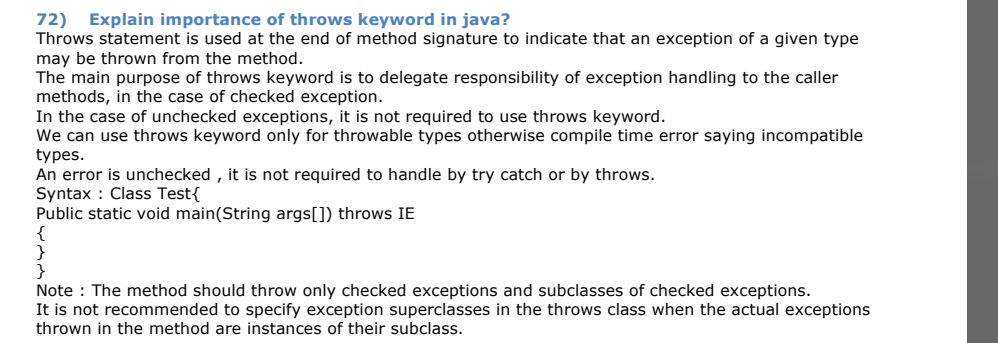 72) Explain importance of throws keyword in java?
Throws statement is used at the end of method signature to indicate that an exception of a given type
may be thrown from the method.
The main purpose of throws keyword is to delegate responsibility of exception handling to the caller
methods, in the case of checked exception.
In the case of unchecked exceptions, it is not required to use throws keyword.
We can use throws keyword only for throwable types otherwise compile time error saying incompatible
types.
An error is unchecked , it is not required to handle by try catch or by throws.
Syntax : Class Test{
Public static void main(String args[]) throws IE
{
}
}
Note : The method should throw only checked exceptions and subclasses of checked exceptions.
It is not recommended to specify exception superclasses in the throws class when the actual exceptions
thrown in the method are instances of their subclass.